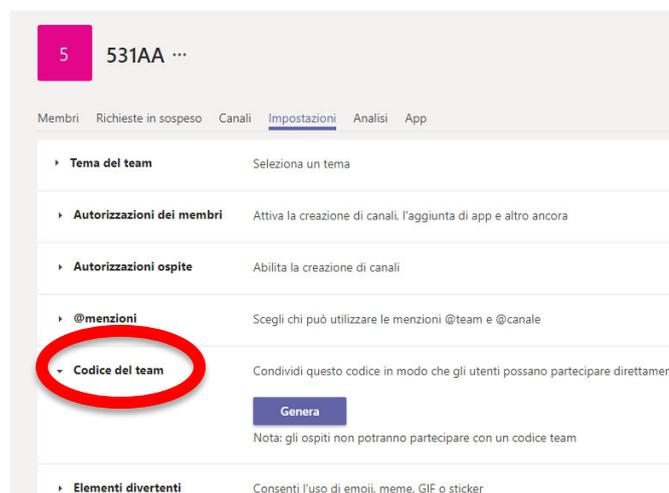 5 531AA ...
Membri Richieste in sospeso Canali Impostazioni Analisi App
Tema del team Seleziona un tema
Autorizzazioni dei membri Attiva la creazione di canali, l'aggiunta di app e altro ancora
Autorizzazioni ospite Abilita la creazione di canali
@menzioni Scegli chi può utilizzare le menzioni @team e @canale
Codice del team Condividi questo codice in modo che gli utenti possano partecipare direttamen
Genera
Nota: gli ospiti non potranno partecipare con un codice team
Elementi divertenti Consenti l'uso di emoji, meme, GIF o sticker